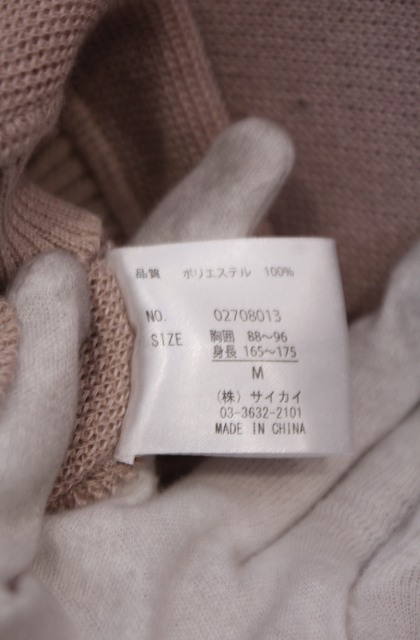 品質 ポリエステル 100%
NO. 02708013
SIZE 胸囲 88～96
身長 165～175
M
(株) サイカイ
03-3632-2101
MADE IN CHINA